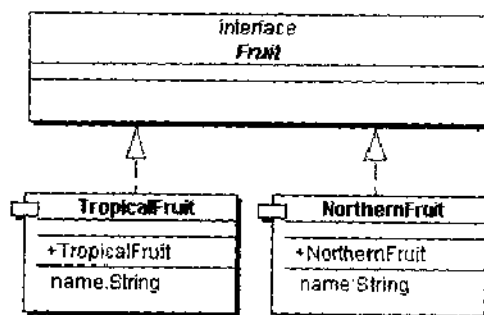 interface
Fruit
TropicalFruit
+TropicalFruit
name:String
NorthernFruit
+NorthernFruit
name:String